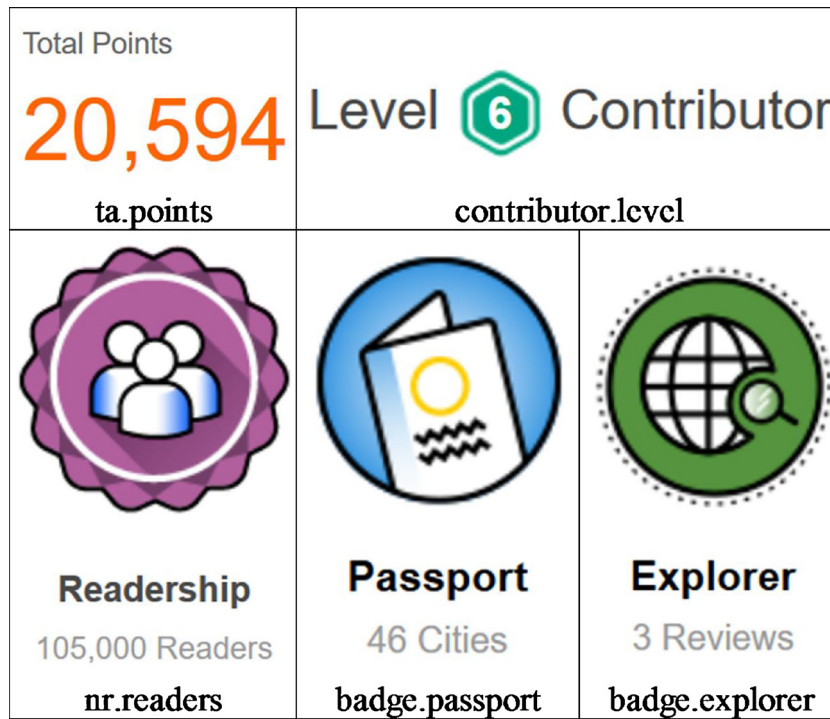 Total Points
20,594
ta.points
Level 6 Contributor
contributor.level
Readership
105,000 Readers
nr.readers
Passport
46 Cities
badge.passport
Explorer
3 Reviews
badge.explorer